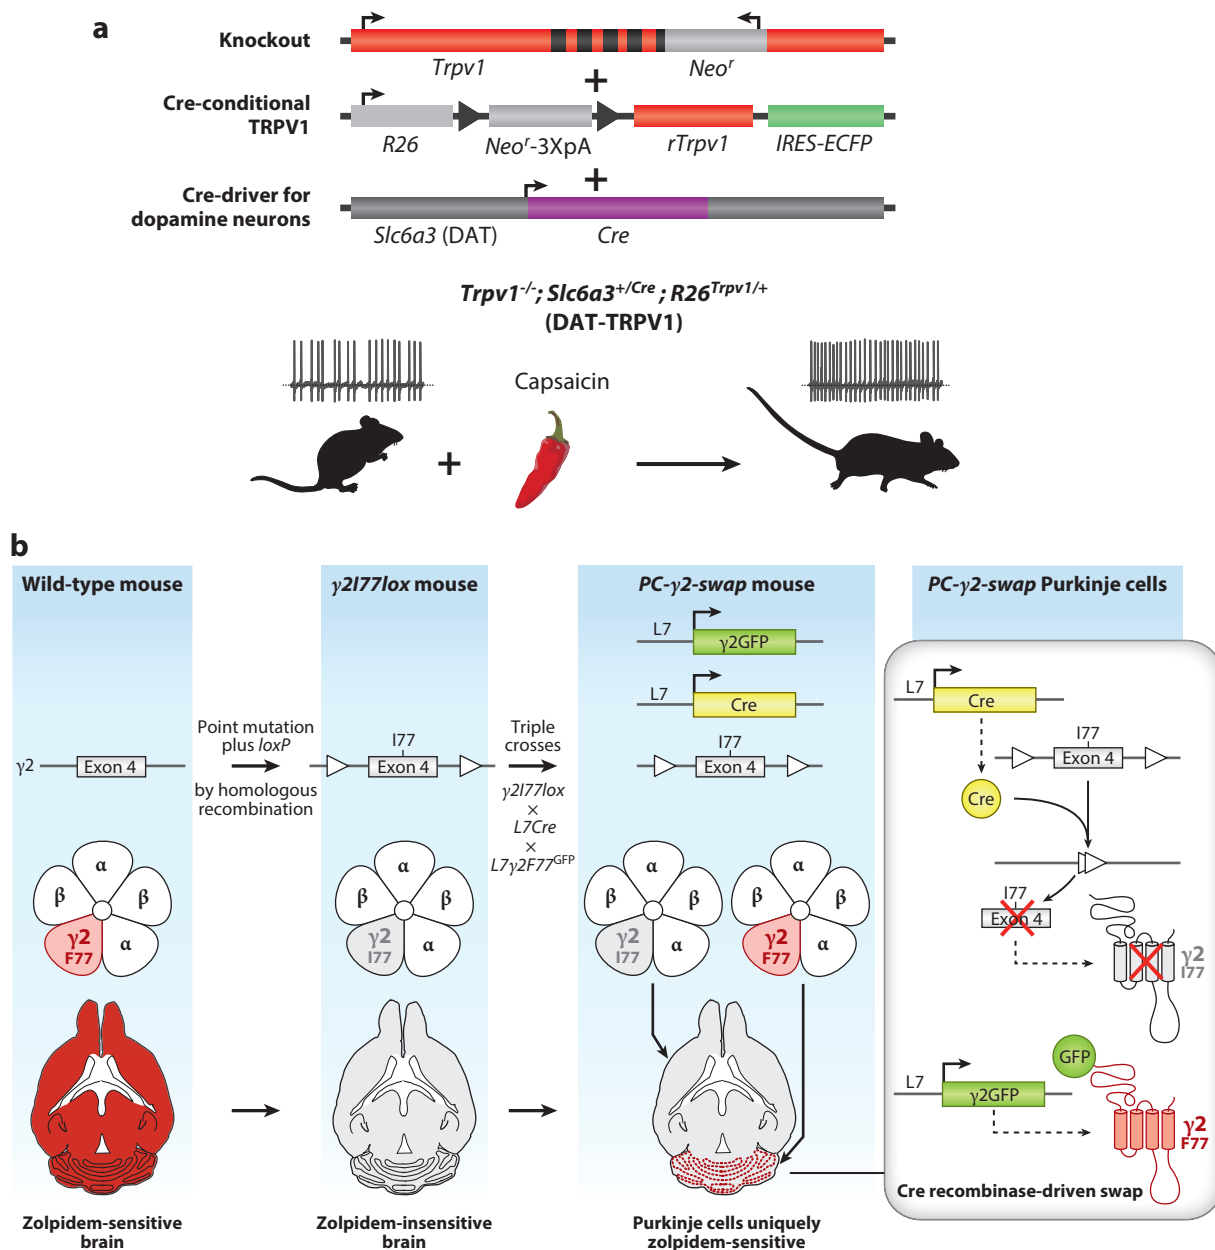 a
Knockout
Trpv1
Neoʳ
+
Cre-conditional
TRPV1
R26
Neoʳ-3XpA
rTrpv1
IRES-ECFP
+
Cre-driver for
dopamine neurons
Slc6a3 (DAT)
Cre
Trpv1⁻/⁻; Slc6a3⁺/Cre ; R26Trpv1/+
(DAT-TRPV1)
Capsaicin
+
b
Wild-type mouse
γ2I77lox mouse
PC-γ2-swap mouse
PC-γ2-swap Purkinje cells
L7
γ2GFP
L7
Cre
γ2
Exon 4
Point mutation
plus loxP
by homologous
recombination
I77
Exon 4
Triple
crosses
γ2I77lox
×
L7Cre
×
L7γ2F77GFP
I77
Exon 4
L7
Cre
I77
Exon 4
Cre
I77
Exon 4
γ2
I77
α
β
β
α
γ2
F77
α
β
β
α
γ2
I77
α
β
β
α
γ2
I77
α
β
β
α
γ2
F77
GFP
L7
γ2GFP
γ2
F77
Cre recombinase-driven swap
Zolpidem-sensitive
brain
Zolpidem-insensitive
brain
Purkinje cells uniquely
zolpidem-sensitive